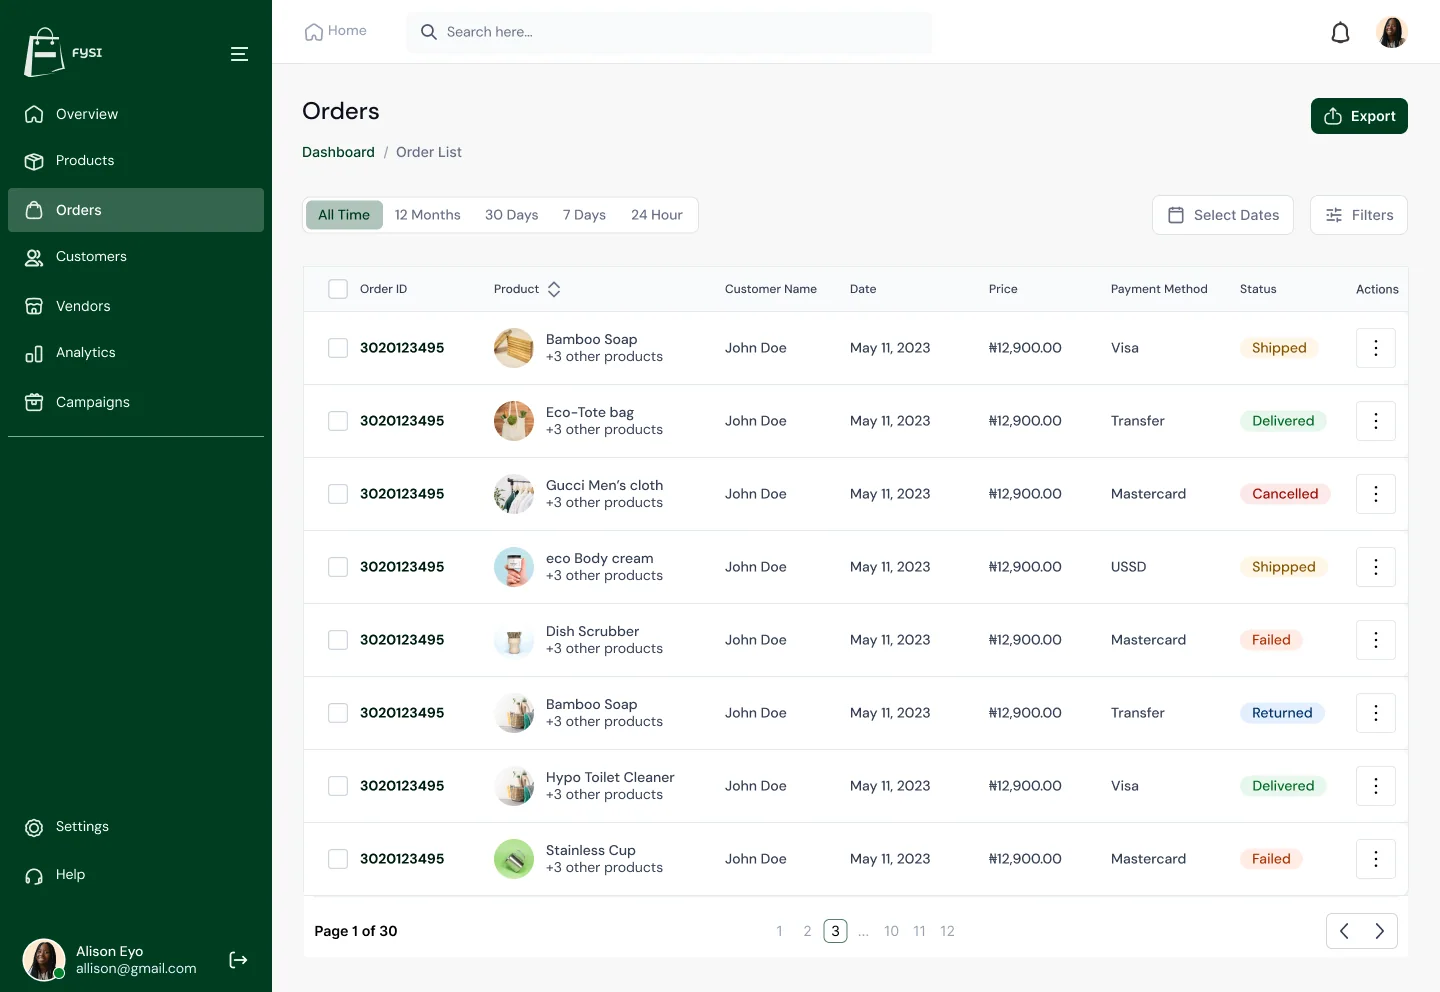 FYSI
Overview
Products
Orders
Customers
Vendors
Analytics
Campaigns
Settings
Help
Alison Eyo
allison@gmail.com
Home
Search here...
Orders
Export
Dashboard / Order List
All Time 12 Months 30 Days 7 Days 24 Hour
Select Dates Filters
Order ID Product Customer Name Date Price Payment Method Status Actions
3020123495 Bamboo Soap John Doe May 11, 2023 ₦12,900.00 Visa Shipped
+3 other products
3020123495 Eco-Tote bag John Doe May 11, 2023 ₦12,900.00 Transfer Delivered
+3 other products
3020123495 Gucci Men’s cloth John Doe May 11, 2023 ₦12,900.00 Mastercard Cancelled
+3 other products
3020123495 eco Body cream John Doe May 11, 2023 ₦12,900.00 USSD Shippped
+3 other products
3020123495 Dish Scrubber John Doe May 11, 2023 ₦12,900.00 Mastercard Failed
+3 other products
3020123495 Bamboo Soap John Doe May 11, 2023 ₦12,900.00 Transfer Returned
+3 other products
3020123495 Hypo Toilet Cleaner John Doe May 11, 2023 ₦12,900.00 Visa Delivered
+3 other products
3020123495 Stainless Cup John Doe May 11, 2023 ₦12,900.00 Mastercard Failed
+3 other products
Page 1 of 30
1 2 3 ... 10 11 12